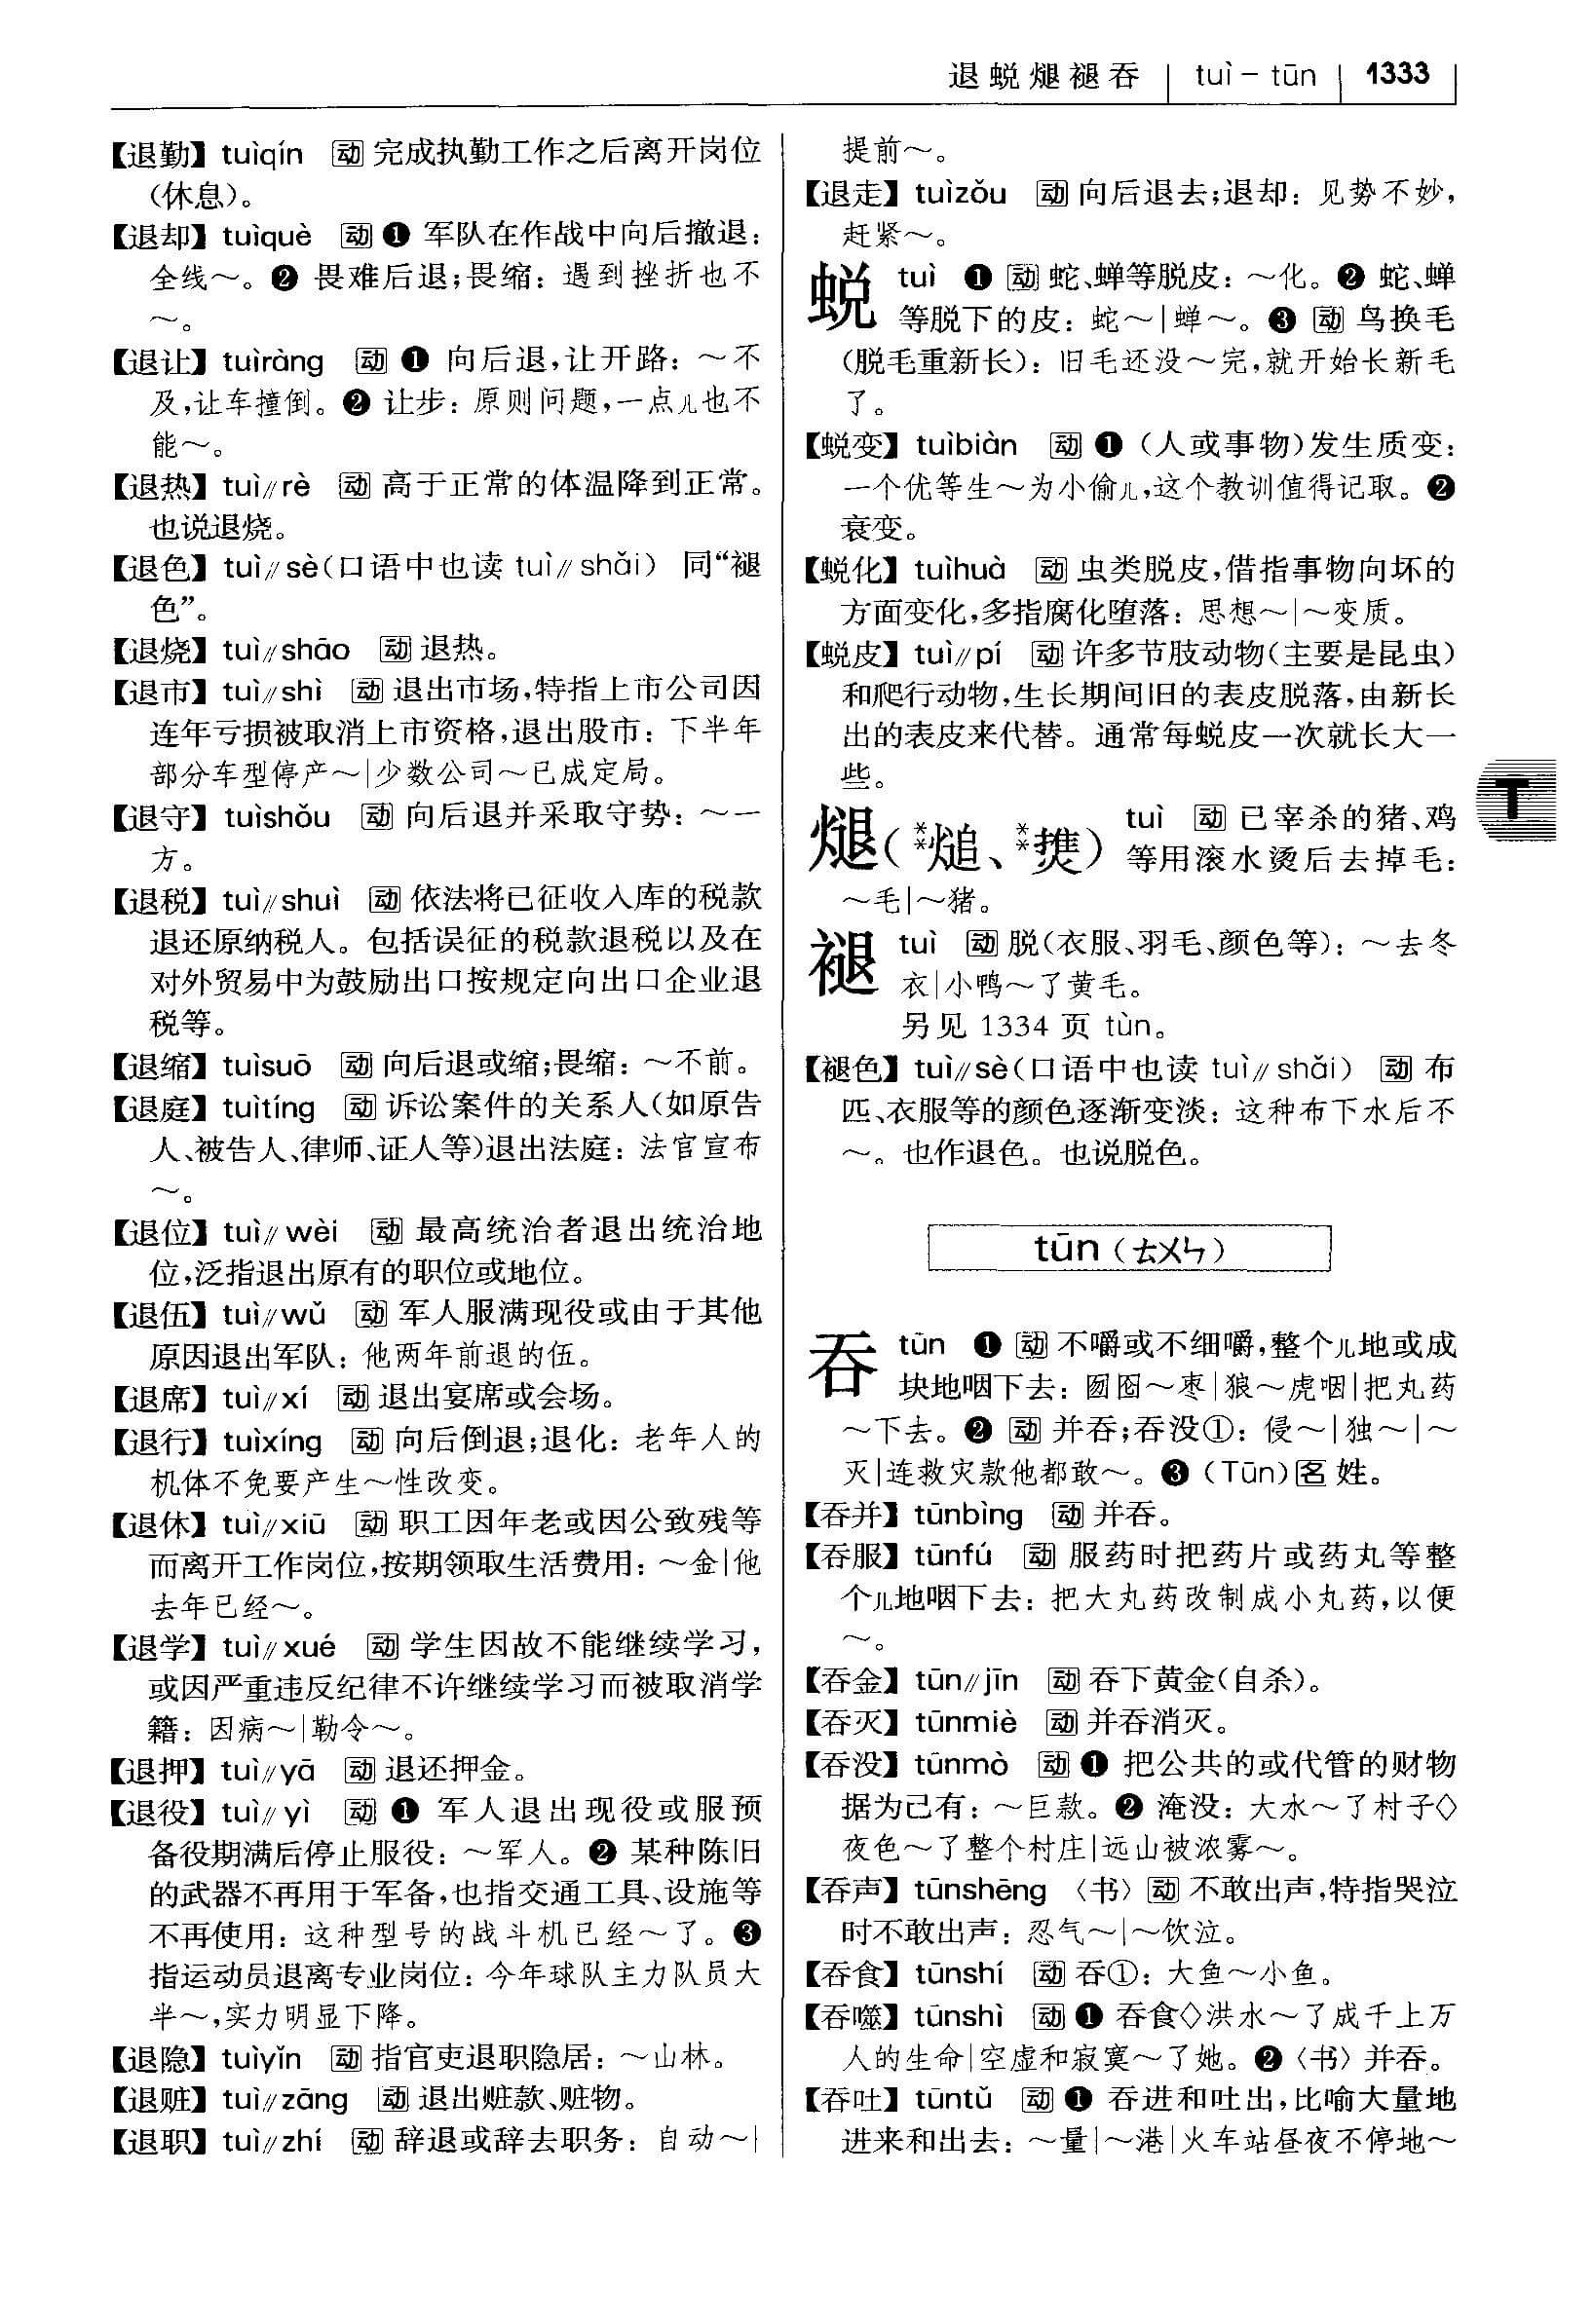 退蜕煺褪吞 | tuì – tūn | 1333
【退勤】 tuìqín 动 完成执勤工作之后离开岗位
(休息)。
【退却】 tuìquè 动 ❶ 军队在作战中向后撤退：
全线～。❷ 畏难后退;畏缩：遇到挫折也不
～。
【退让】 tuìràng 动 ❶ 向后退,让开路：～不
及,让车撞倒。❷ 让步：原则问题,一点儿也不
能～。
【退热】 tuì//rè 动 高于正常的体温降到正常。
也说退烧。
【退色】 tuì//sè(口语中也读 tuì//shǎi) 同“褪
色”。
【退烧】 tuì//shāo 动 退热。
【退市】 tuì//shì 动 退出市场,特指上市公司因
连年亏损被取消上市资格,退出股市：下半年
部分车型停产～|少数公司～已成定局。
【退守】 tuìshǒu 动 向后退并采取守势：～一
方。
【退税】 tuì//shuì 动 依法将已征收入库的税款
退还原纳税人。包括误征的税款退税以及在
对外贸易中为鼓励出口按规定向出口企业退
税等。
【退缩】 tuìsuō 动 向后退或缩;畏缩：～不前。
【退庭】 tuìtíng 动 诉讼案件的关系人(如原告
人、被告人、律师、证人等)退出法庭：法官宣布
～。
【退位】 tuì//wèi 动 最高统治者退出统治地
位,泛指退出原有的职位或地位。
【退伍】 tuì//wǔ 动 军人服满现役或由于其他
原因退出军队：他两年前退的伍。
【退席】 tuì//xí 动 退出宴席或会场。
【退行】 tuìxíng 动 向后倒退;退化：老年人的
机体不免要产生～性改变。
【退休】 tuì//xiū 动 职工因年老或因公致残等
而离开工作岗位,按期领取生活费用：～金|他
去年已经～。
【退学】 tuì//xué 动 学生因故不能继续学习,
或因严重违反纪律不许继续学习而被取消学
籍：因病～|勒令～。
【退押】 tuì//yā 动 退还押金。
【退役】 tuì//yì 动 ❶ 军人退出现役或服预
备役期满后停止服役：～军人。❷ 某种陈旧
的武器不再用于军备,也指交通工具、设施等
不再使用：这种型号的战斗机已经～了。❸
指运动员退离专业岗位：今年球队主力队员大
半～,实力明显下降。
【退隐】 tuìyǐn 动 指官吏退职隐居：～山林。
【退赃】 tuì//zāng 动 退出赃款、赃物。
【退职】 tuì//zhí 动 辞退或辞去职务：自动～|
提前～。
【退走】 tuìzǒu 动 向后退去;退却：见势不妙,
赶紧～。
蜕 tuì ❶ 动 蛇、蝉等脱皮：～化。❷ 蛇、蝉
等脱下的皮：蛇～|蝉～。❸ 动 鸟换毛
(脱毛重新长)：旧毛还没～完,就开始长新毛
了。
【蜕变】 tuìbiàn 动 ❶ (人或事物)发生质变：
一个优等生～为小偷儿,这个教训值得记取。❷
衰变。
【蜕化】 tuìhuà 动 虫类脱皮,借指事物向坏的
方面变化,多指腐化堕落：思想～|～变质。
【蜕皮】 tuì//pí 动 许多节肢动物(主要是昆虫)
和爬行动物,生长期间旧的表皮脱落,由新长
出的表皮来代替。通常每蜕皮一次就长大一
些。
T
煺(**煺、**㨃) tuì 动 已宰杀的猪、鸡
等用滚水烫后去掉毛：
～毛|～猪。
褪 tuì 动 脱(衣服、羽毛、颜色等)：～去冬
衣|小鸭～了黄毛。
另见 1334 页 tùn。
【褪色】 tuì//sè(口语中也读 tuì//shǎi) 动 布
匹、衣服等的颜色逐渐变淡：这种布下水后不
～。也作退色。也说脱色。
tūn (ㄊㄨㄣ)
吞 tūn ❶ 动 不嚼或不细嚼,整个儿地或成
块地咽下去：囫囵～枣|狼～虎咽|把丸药
～下去。❷ 动 并吞;吞没①：侵～|独～|～
灭|连救灾款他都敢～。❸ (Tūn)名 姓。
【吞并】 tūnbìng 动 并吞。
【吞服】 tūnfú 动 服药时把药片或药丸等整
个儿地咽下去：把大丸药改制成小丸药,以便
～。
【吞金】 tūn//jīn 动 吞下黄金(自杀)。
【吞灭】 tūnmiè 动 并吞消灭。
【吞没】 tūnmò 动 ❶ 把公共的或代管的财物
据为己有：～巨款。❷ 淹没：大水～了村子◇
夜色～了整个村庄|远山被浓雾～。
【吞声】 tūnshēng 〈书〉动 不敢出声,特指哭泣
时不敢出声：忍气～|～饮泣。
【吞食】 tūnshí 动 吞①：大鱼～小鱼。
【吞噬】 tūnshì 动 ❶ 吞食◇洪水～了成千上万
人的生命|空虚和寂寞～了她。❷〈书〉并吞。
【吞吐】 tūntǔ 动 ❶ 吞进和吐出,比喻大量地
进来和出去：～量|～港|火车站昼夜不停地～